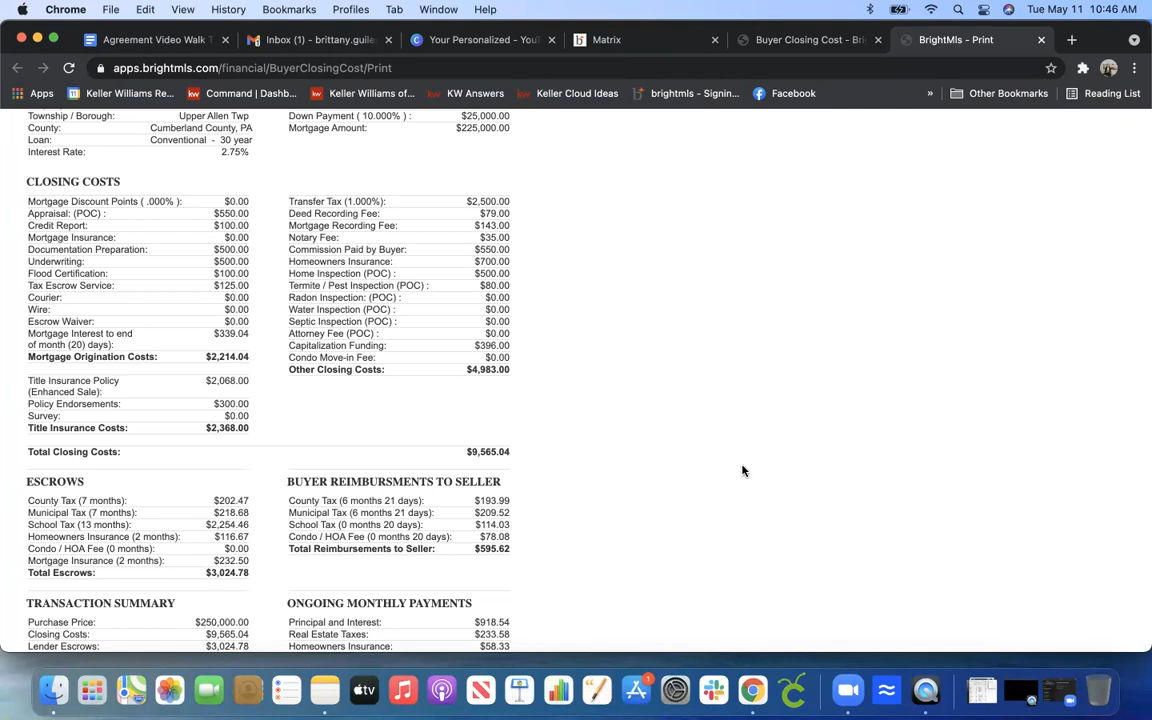 Chrome File Edit View History Bookmarks Profiles Tab Window Help Tue May 11 10:46 AM
Agreement Video Walk T Inbox (1) - brittany.guiles Your Personalized - YouT Matrix Buyer Closing Cost - Bri BrightMls - Print
apps.brightmls.com/financial/BuyerClosingCost/Print
Apps Keller Williams Re... Command | Dashb... Keller Williams of... KW Answers Keller Cloud Ideas brightmls - Signin... Facebook » Other Bookmarks Reading List
Township / Borough: Upper Allen Twp
County: Cumberland County, PA
Loan: Conventional - 30 year
Interest Rate: 2.75%
Down Payment ( 10.000% ) : $25,000.00
Mortgage Amount: $225,000.00
CLOSING COSTS
Mortgage Discount Points ( .000% ): $0.00
Appraisal: (POC) : $550.00
Credit Report: $100.00
Mortgage Insurance: $0.00
Documentation Preparation: $500.00
Underwriting: $500.00
Flood Certification: $100.00
Tax Escrow Service: $125.00
Courier: $0.00
Wire: $0.00
Escrow Waiver: $0.00
Mortgage Interest to end $339.04
of month (20) days):
Mortgage Origination Costs: $2,214.04
Title Insurance Policy $2,068.00
(Enhanced Sale):
Policy Endorsements: $300.00
Survey: $0.00
Title Insurance Costs: $2,368.00
Transfer Tax (1.000%): $2,500.00
Deed Recording Fee: $79.00
Mortgage Recording Fee: $143.00
Notary Fee: $35.00
Commission Paid by Buyer: $550.00
Homeowners Insurance: $700.00
Home Inspection (POC) : $500.00
Termite / Pest Inspection (POC) : $80.00
Radon Inspection: (POC) : $0.00
Water Inspection (POC) : $0.00
Septic Inspection (POC) : $0.00
Attorney Fee (POC) : $0.00
Capitalization Funding: $396.00
Condo Move-in Fee: $0.00
Other Closing Costs: $4,983.00
Total Closing Costs: $9,565.04
ESCROWS
County Tax (7 months): $202.47
Municipal Tax (7 months): $218.68
School Tax (13 months): $2,254.46
Homeowners Insurance (2 months): $116.67
Condo / HOA Fee (0 months): $0.00
Mortgage Insurance (2 months): $232.50
Total Escrows: $3,024.78
BUYER REIMBURSMENTS TO SELLER
County Tax (6 months 21 days): $193.99
Municipal Tax (6 months 21 days): $209.52
School Tax (0 months 20 days): $114.03
Condo / HOA Fee (0 months 20 days): $78.08
Total Reimbursements to Seller: $595.62
TRANSACTION SUMMARY
Purchase Price: $250,000.00
Closing Costs: $9,565.04
Lender Escrows: $3,024.78
ONGOING MONTHLY PAYMENTS
Principal and Interest: $918.54
Real Estate Taxes: $233.58
Homeowners Insurance: $58.33
tv
1